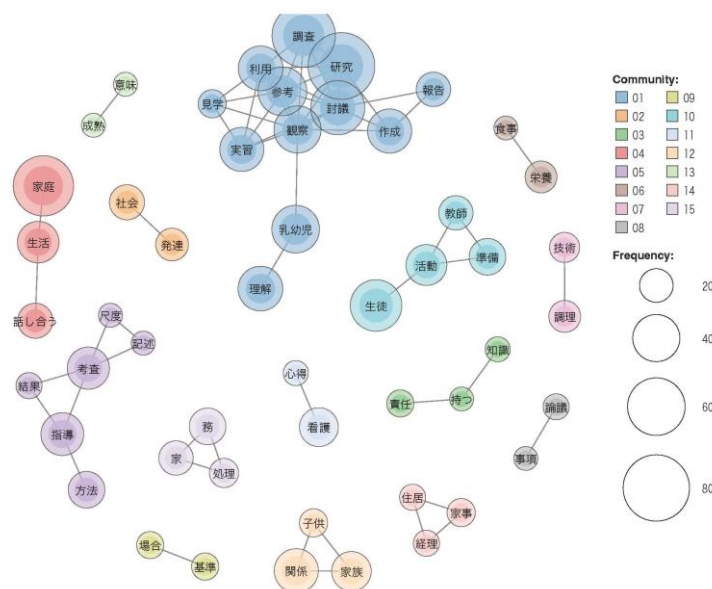 調査
利用
研究
意味
参考
報告
見学
討議
成熟
観察
作成
食事
実習
栄養
家庭
社会
教師
生活
乳幼児
発達
技術
準備
活動
理解
生徒
尺度
話し合う
調理
記述
知識
考査
心得
結果
持つ
責任
論議
務
看護
指導
家
事項
処理
方法
住居
家事
子供
経理
場合
基準
関係
家族
Community:
01 09
02 10
03 11
04 12
05 13
06 14
07 15
08
Frequency:
20
40
60
80